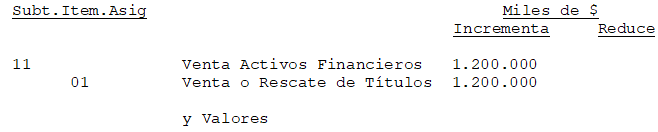 Subt.Item.Asig Miles de $
Incrementa Reduce
11 Venta Activos Financieros 1.200.000
01 Venta o Rescate de Títulos 1.200.000
y Valores